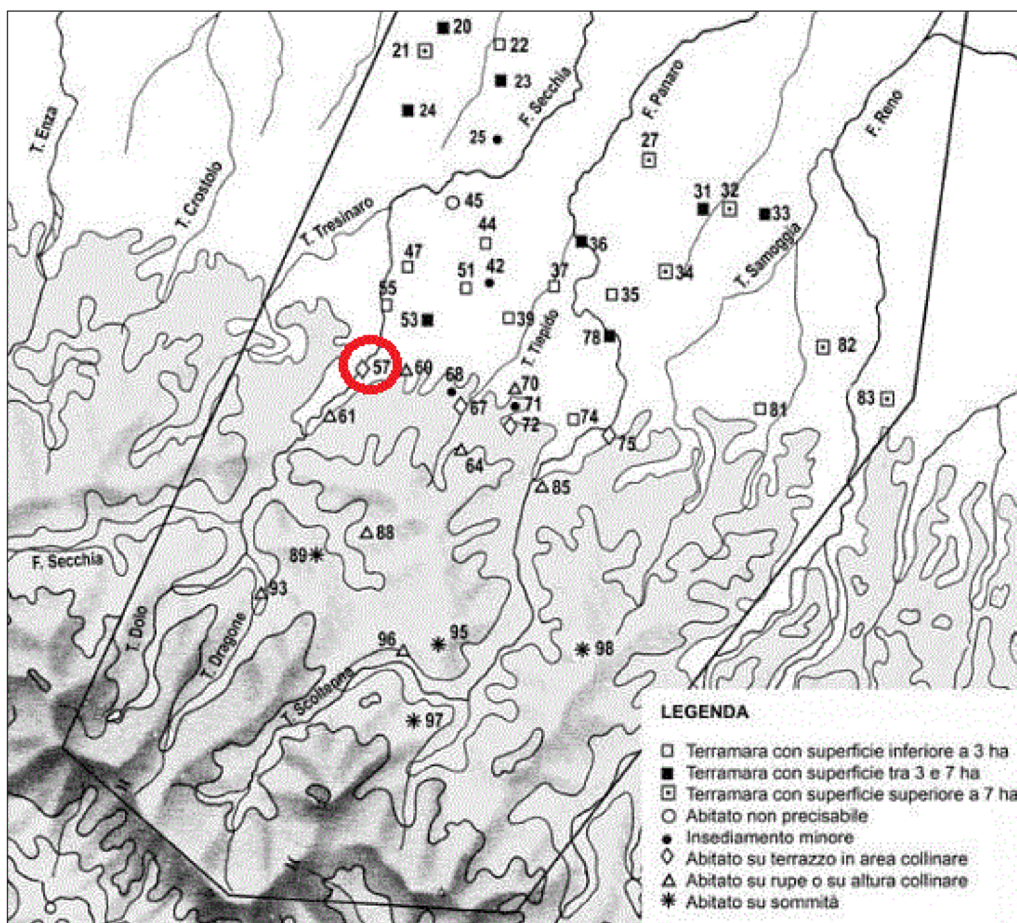 20
21
22
23
24
25
F. Secchia
F. Panaro
F. Reno
T. Enza
T. Crostolo
T. Tresinaro
27
31
32
33
45
44
47
42
51
36
37
34
35
T. Samoggia
55
53
39
T. Tiepido
78
82
57
60
68
70
67
71
72
61
74
75
81
83
64
85
88
89
F. Secchia
93
T. Dolo
T. Dragone
96
95
98
T. Scoltenna
97
LEGENDA
Terramara con superficie inferiore a 3 ha
Terramara con superficie tra 3 e 7 ha
Terramara con superficie superiore a 7 ha
Abitato non precisabile
Insediamento minore
Abitato su terrazzo in area collinare
Abitato su rupe o su altura collinare
Abitato su sommità